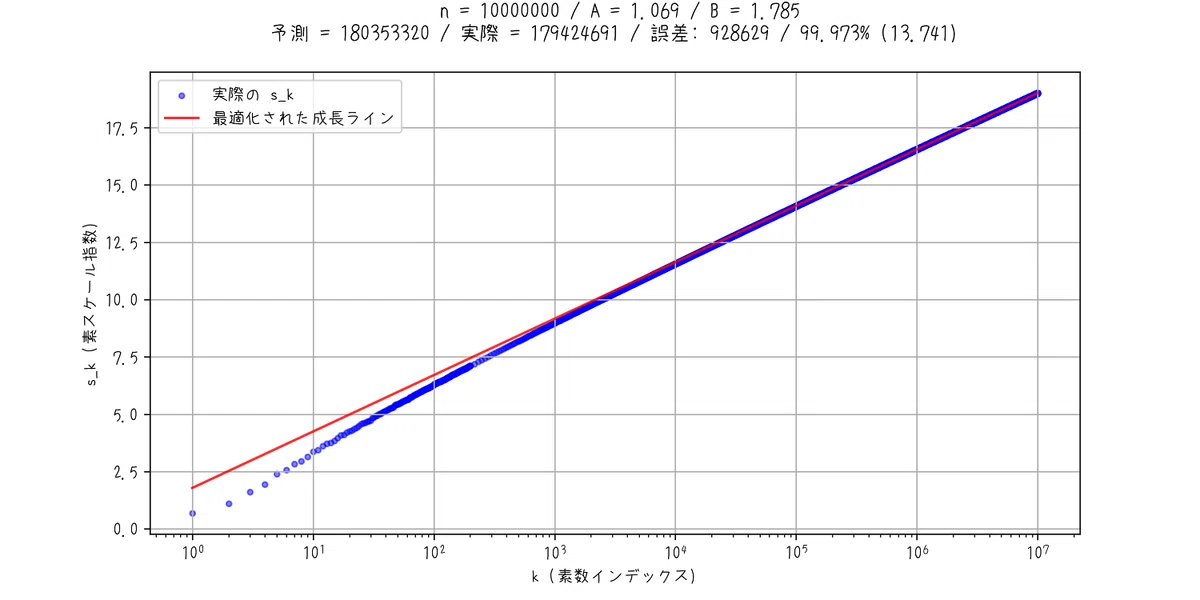 n = 10000000 / A = 1.069 / B = 1.785
予測 = 180353320 / 実際 = 179424691 / 誤差: 928629 / 99.973% (13.741)
実際の s_k
最適化された成長ライン
17.5
15.0
12.5
10.0
7.5
5.0
2.5
0.0
s_k (素スケール指数)
10⁰
10¹
10²
10³
10⁴
10⁵
10⁶
10⁷
k (素数インデックス)